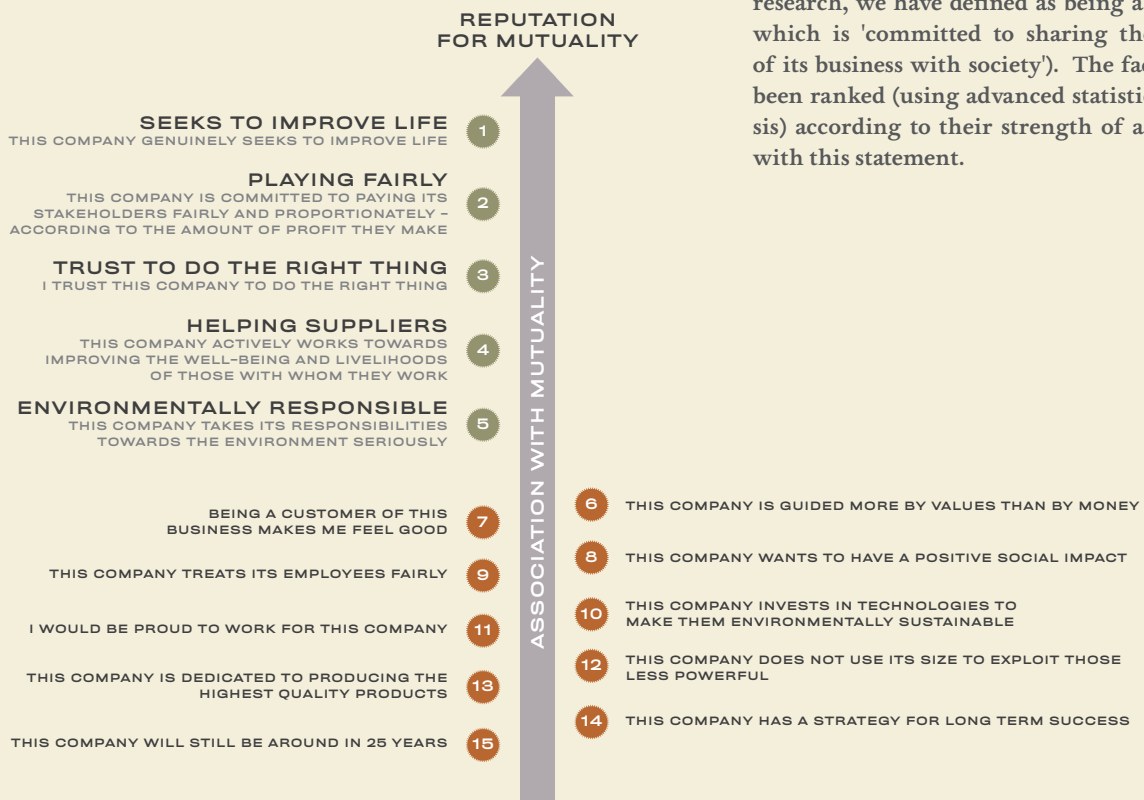 REPUTATION
FOR MUTUALITY
research, we have defined as being a
which is 'committed to sharing the
of its business with society'). The fac
been ranked (using advanced statisti
sis) according to their strength of a
with this statement.
ASSOCIATION WITH MUTUALITY
SEEKS TO IMPROVE LIFE
THIS COMPANY GENUINELY SEEKS TO IMPROVE LIFE
1
PLAYING FAIRLY
THIS COMPANY IS COMMITTED TO PAYING ITS
STAKEHOLDERS FAIRLY AND PROPORTIONATELY –
ACCORDING TO THE AMOUNT OF PROFIT THEY MAKE
2
TRUST TO DO THE RIGHT THING
I TRUST THIS COMPANY TO DO THE RIGHT THING
3
HELPING SUPPLIERS
THIS COMPANY ACTIVELY WORKS TOWARDS
IMPROVING THE WELL-BEING AND LIVELIHOODS
OF THOSE WITH WHOM THEY WORK
4
ENVIRONMENTALLY RESPONSIBLE
THIS COMPANY TAKES ITS RESPONSIBILITIES
TOWARDS THE ENVIRONMENT SERIOUSLY
5
6
THIS COMPANY IS GUIDED MORE BY VALUES THAN BY MONEY
BEING A CUSTOMER OF THIS
BUSINESS MAKES ME FEEL GOOD
7
8
THIS COMPANY WANTS TO HAVE A POSITIVE SOCIAL IMPACT
THIS COMPANY TREATS ITS EMPLOYEES FAIRLY
9
10
THIS COMPANY INVESTS IN TECHNOLOGIES TO
MAKE THEM ENVIRONMENTALLY SUSTAINABLE
I WOULD BE PROUD TO WORK FOR THIS COMPANY
11
12
THIS COMPANY DOES NOT USE ITS SIZE TO EXPLOIT THOSE
LESS POWERFUL
THIS COMPANY IS DEDICATED TO PRODUCING THE
HIGHEST QUALITY PRODUCTS
13
14
THIS COMPANY HAS A STRATEGY FOR LONG TERM SUCCESS
THIS COMPANY WILL STILL BE AROUND IN 25 YEARS
15